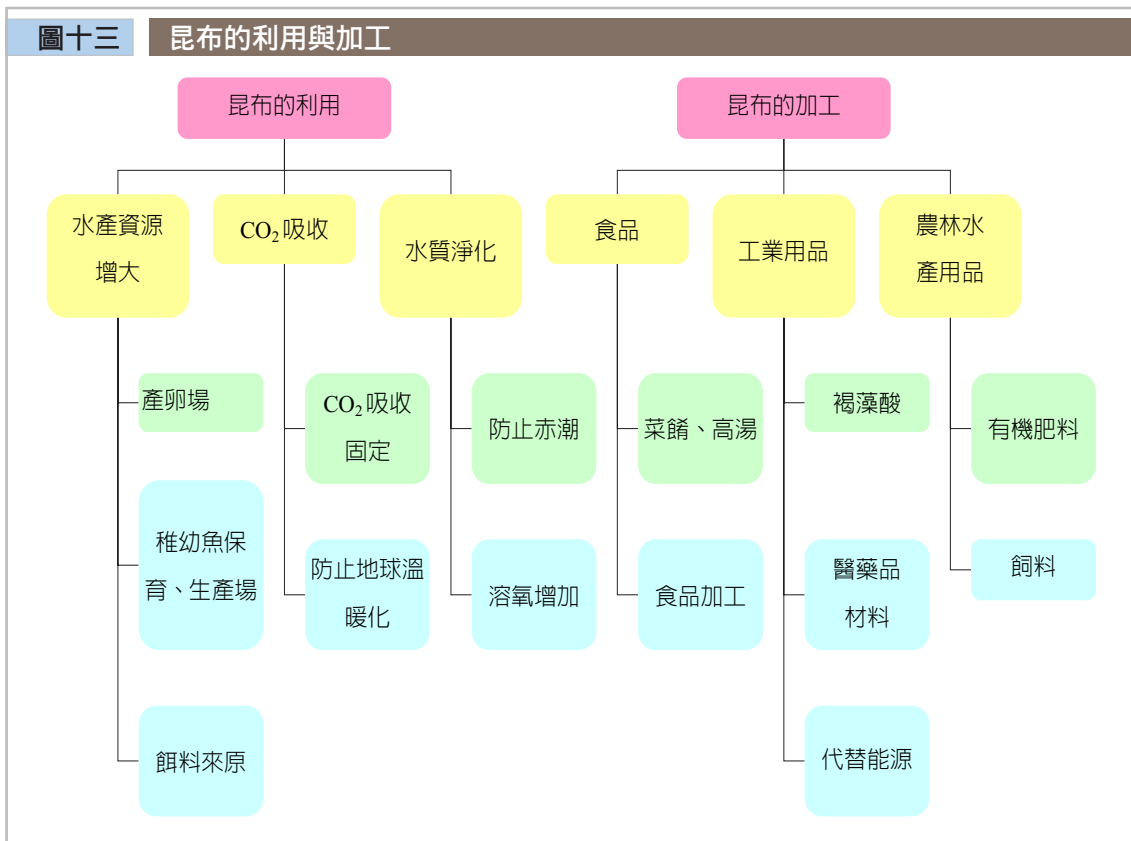 圖十三
昆布的利用與加工
昆布的利用
昆布的加工
水產資源
增大
CO₂吸收
水質淨化
食品
工業用品
農林水
產用品
產卵場
CO₂吸收
固定
防止赤潮
菜餚、高湯
褐藻酸
有機肥料
稚幼魚保
育、生產場
防止地球溫
暖化
溶氧增加
食品加工
醫藥品
材料
飼料
餌料來原
代替能源